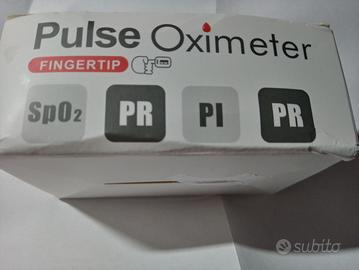 Pulse Oximeter
FINGERTIP
SpO₂ PR PI PR
subito